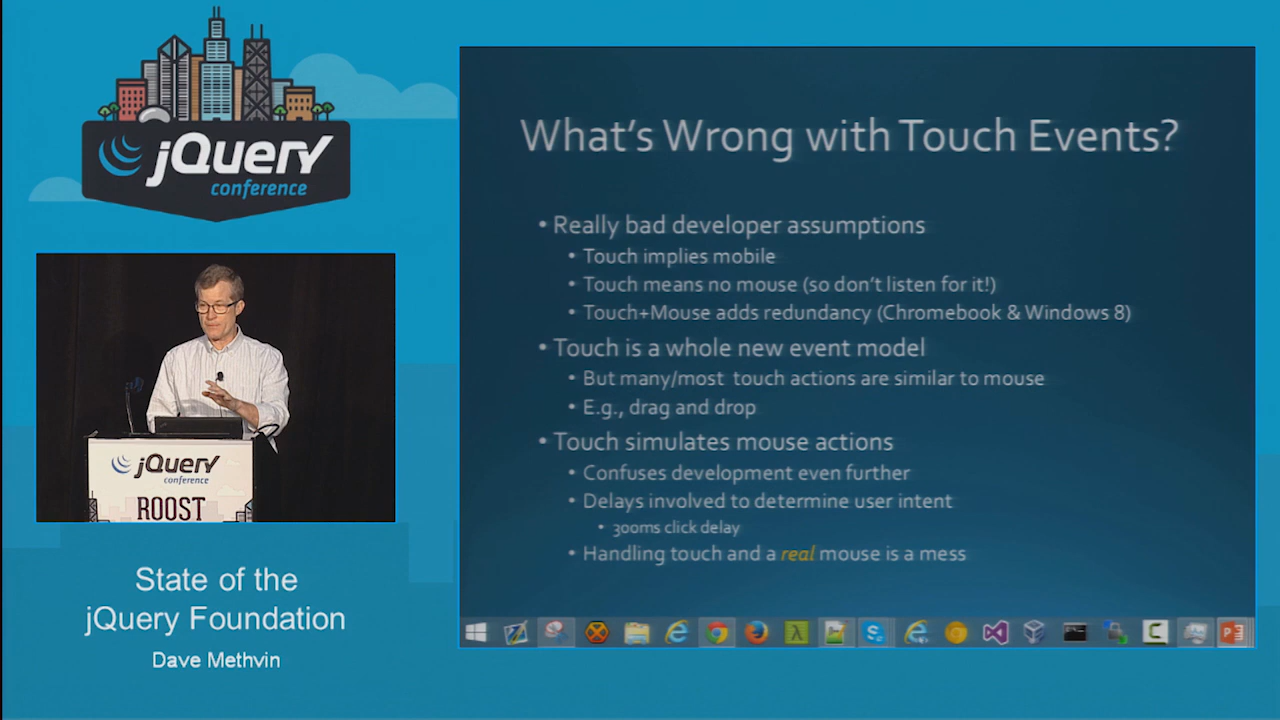 jQuery
conference
jQuery
conference
ROOST
State of the
jQuery Foundation
Dave Methvin
What's Wrong with Touch Events?
• Really bad developer assumptions
• Touch implies mobile
• Touch means no mouse (so don't listen for it!)
• Touch+Mouse adds redundancy (Chromebook & Windows 8)
• Touch is a whole new event model
• But many/most touch actions are similar to mouse
• E.g., drag and drop
• Touch simulates mouse actions
• Confuses development even further
• Delays involved to determine user intent
• 300ms click delay
• Handling touch and a real mouse is a mess